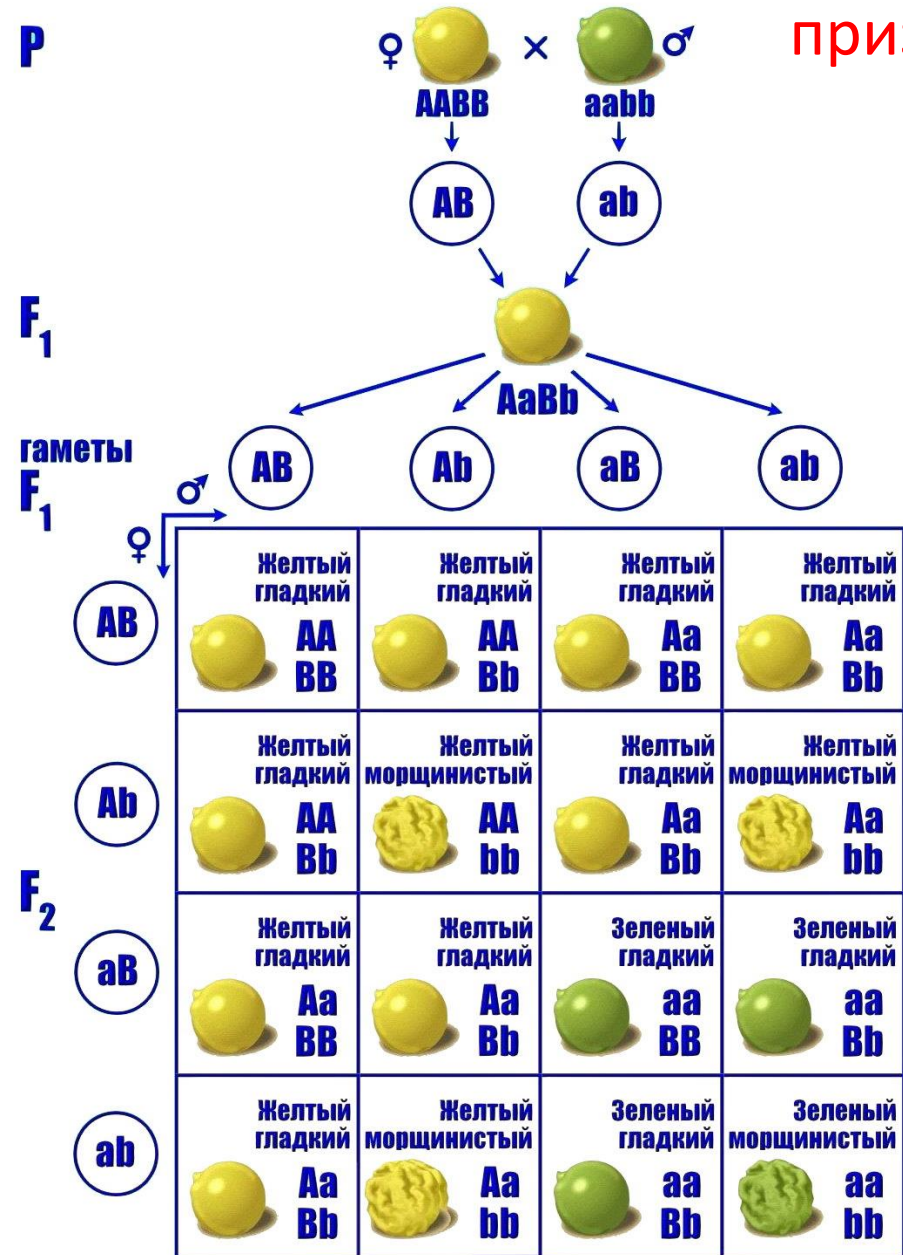 P
♀ × ♂
приз
AABB aabb
AB ab
F₁
AaBb
гаметы
F₁
AB Ab aB ab
♂
♀
AB
Желтый Желтый Желтый Желтый
гладкий гладкий гладкий гладкий
AA AA Aa Aa
BB Bb BB Bb
Ab
Желтый Желтый Желтый Желтый
гладкий морщинистый гладкий морщинистый
AA AA Aa Aa
Bb bb Bb bb
F₂
aB
Желтый Желтый Зеленый Зеленый
гладкий гладкий гладкий гладкий
Aa Aa aa aa
BB Bb BB Bb
ab
Желтый Желтый Зеленый Зеленый
гладкий морщинистый гладкий морщинистый
Aa Aa aa aa
Bb bb Bb bb